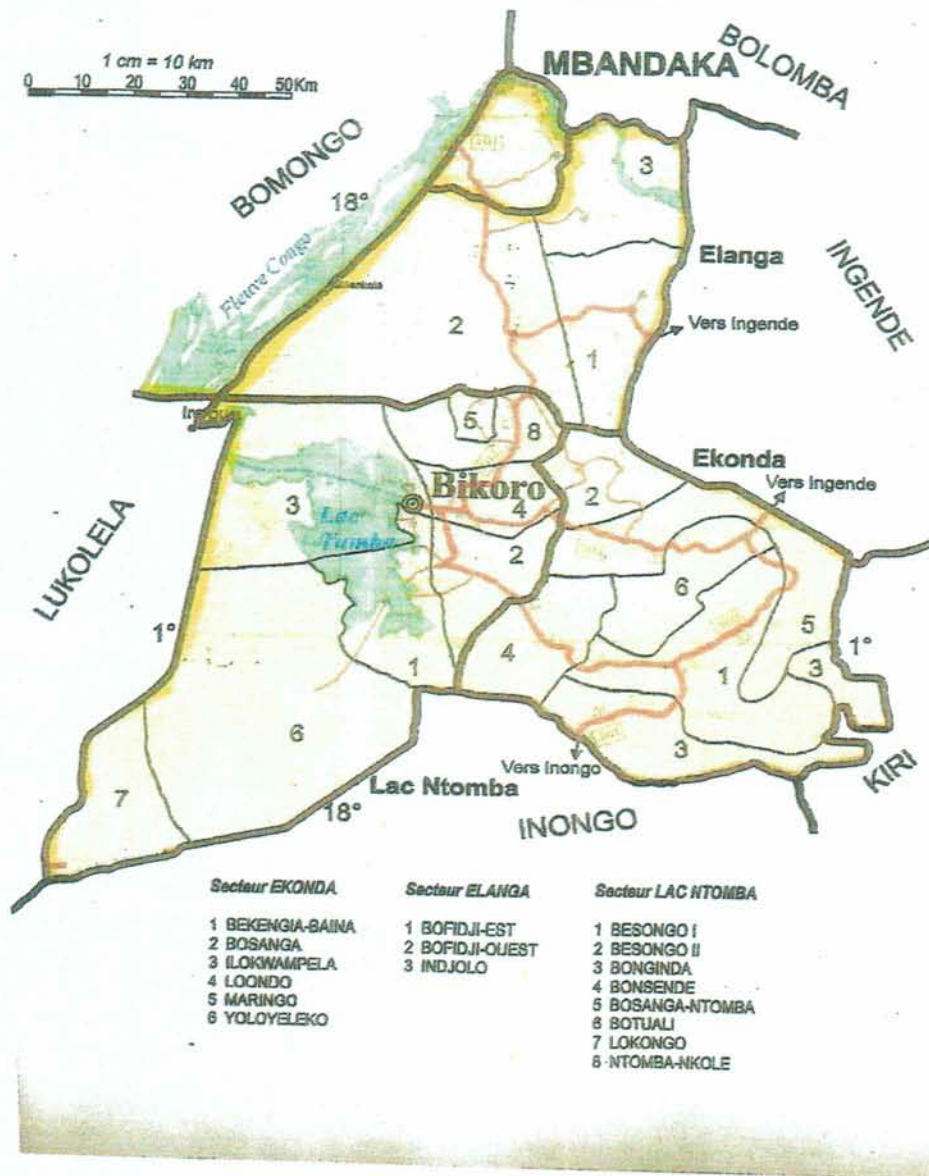 1 cm = 10 km
0 10 20 30 40 50 Km
MBANDAKA
BOLOMBA
BOMONGO
18°
3
Fleuve Congo
Elanga
INGENDE
2
Vers Ingende
1
5
8
Ekonda
Vers Ingende
Bikoro
2
3
4
Lac
Tumba
2
6
LUKOLELA
5
1°
4
1°
1
1
3
6
3
Vers Inongo
KIRI
7
Lac Ntomba
18°
INONGO
Secteur EKONDA
1 BEKENGIA-BAINA
2 BOSANGA
3 ILOKWAMPELA
4 LOONDO
5 MARINGO
6 YOLOYELEKO
Secteur ELANGA
1 BOFIDJI-EST
2 BOFIDJI-OUEST
3 INDJOLO
Secteur LAC NTOMBA
1 BESONGO I
2 BESONGO II
3 BONGINDA
4 BONSENDE
5 BOSANGA-NTOMBA
6 BOTUALI
7 LOKONGO
8 NTOMBA-NKOLE